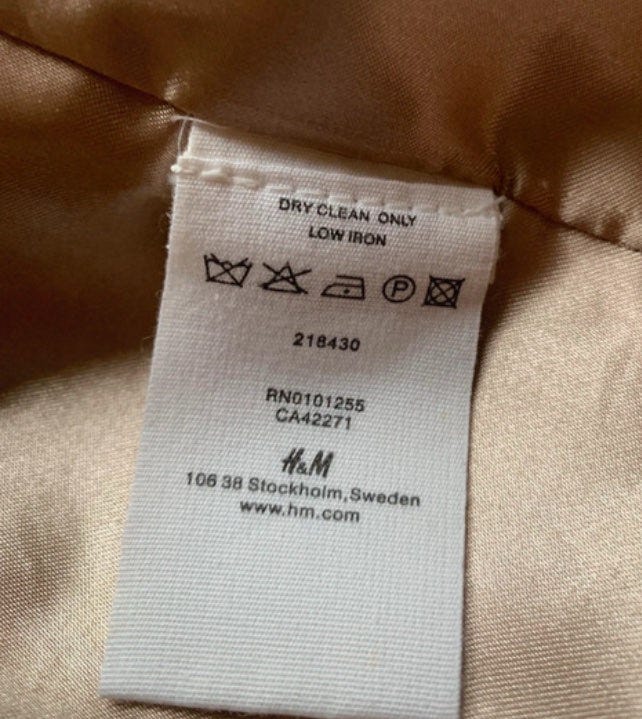 DRY CLEAN ONLY
LOW IRON
P
218430
RN0101255
CA42271
H&M
106 38 Stockholm,Sweden
www.hm.com